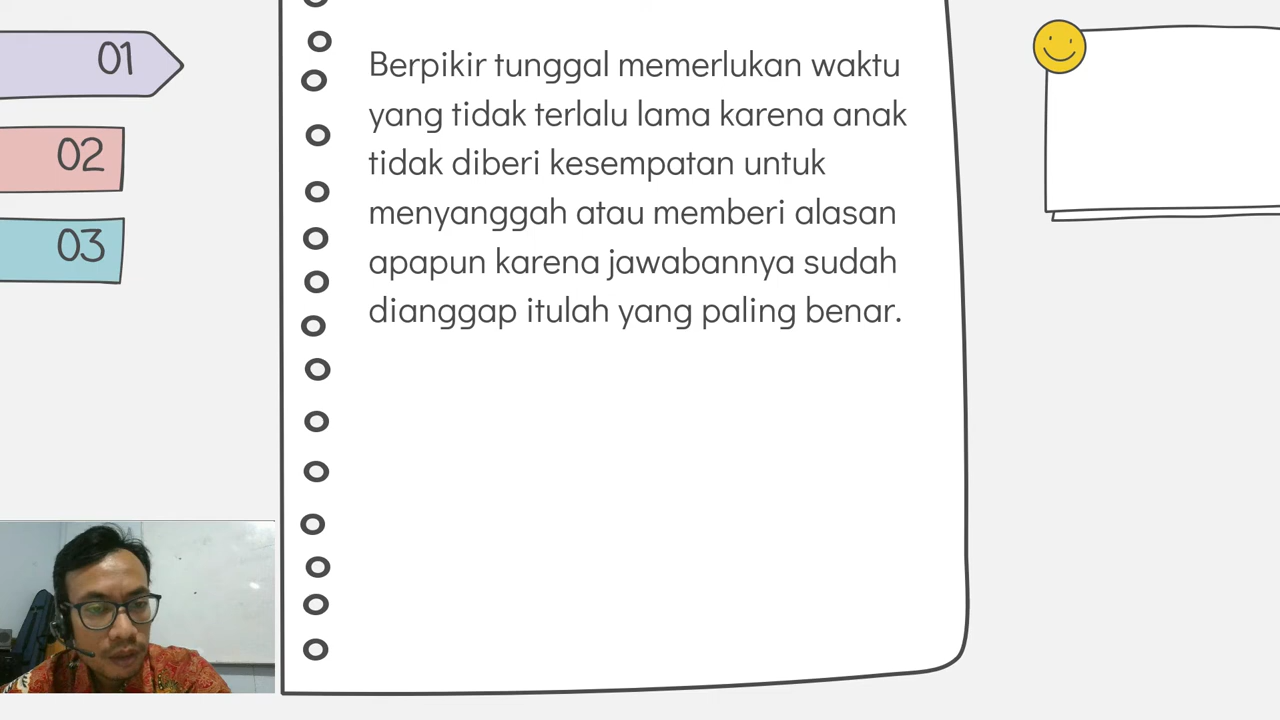 01
02
03
Berpikir tunggal memerlukan waktu
yang tidak terlalu lama karena anak
tidak diberi kesempatan untuk
menyanggah atau memberi alasan
apapun karena jawabannya sudah
dianggap itulah yang paling benar.